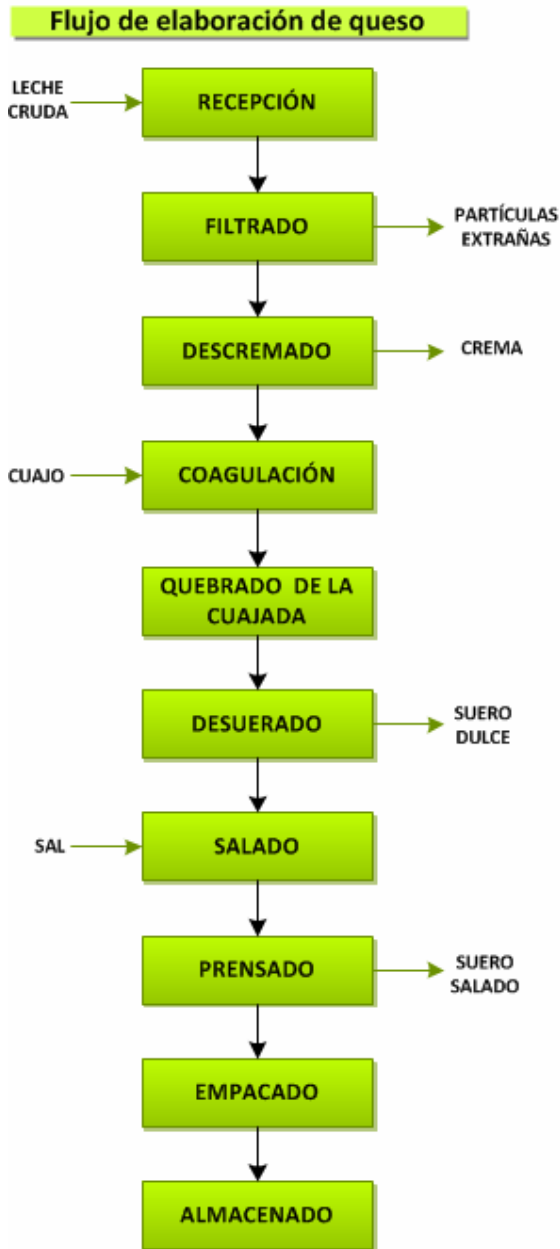 Flujo de elaboración de queso
LECHE
CRUDA
RECEPCIÓN
FILTRADO
PARTÍCULAS
EXTRAÑAS
DESCREMADO
CREMA
CUAJO
COAGULACIÓN
QUEBRADO DE LA
CUAJADA
DESUERADO
SUERO
DULCE
SAL
SALADO
PRENSADO
SUERO
SALADO
EMPACADO
ALMACENADO